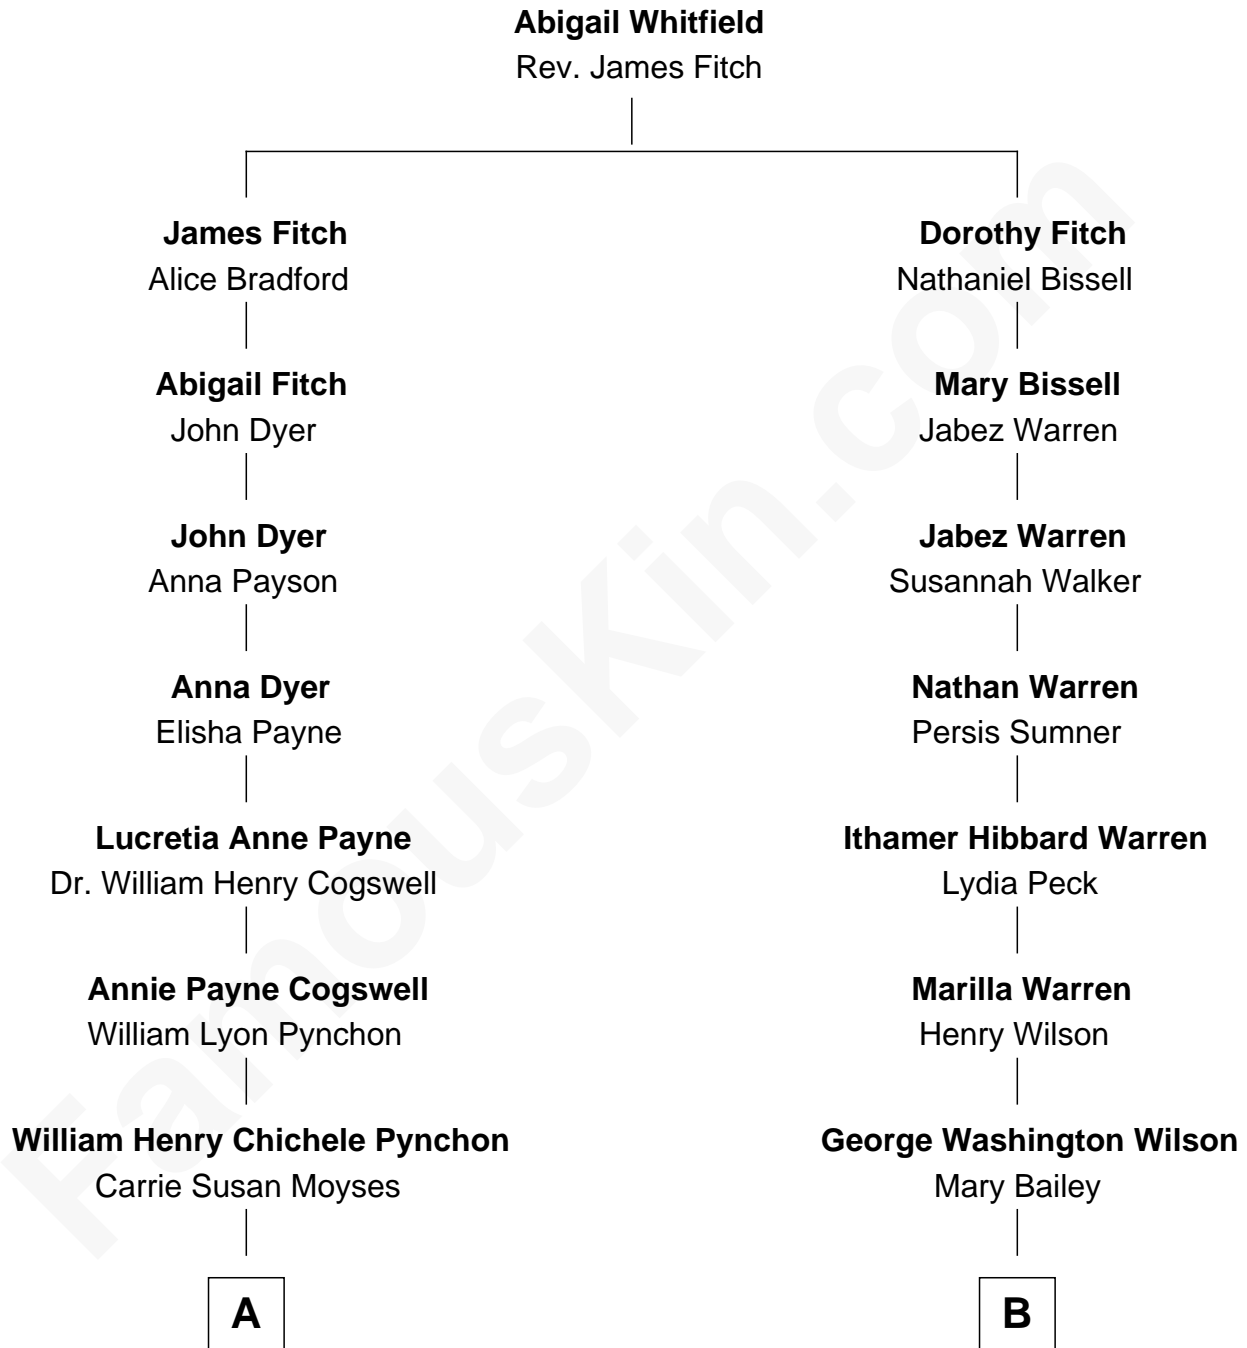 Abigail Whitfield
Rev. James Fitch
James Fitch
Alice Bradford
Dorothy Fitch
Nathaniel Bissell
Abigail Fitch
John Dyer
Mary Bissell
Jabez Warren
John Dyer
Anna Payson
Jabez Warren
Susannah Walker
Anna Dyer
Elisha Payne
Nathan Warren
Persis Sumner
Lucretia Anne Payne
Dr. William Henry Cogswell
Ithamer Hibbard Warren
Lydia Peck
Annie Payne Cogswell
William Lyon Pynchon
Marilla Warren
Henry Wilson
William Henry Chichele Pynchon
Carrie Susan Moyses
George Washington Wilson
Mary Bailey
A
B
FamousKin.com